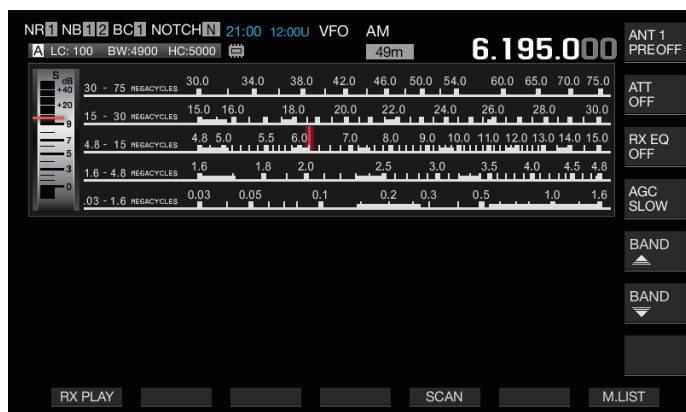 NR 1 NB 1 2 BC 1 NOTCH N 21:00 12:00U VFO AM
A LC: 100 BW:4900 HC:5000 49m 6.195.000
ANT 1
PREOFF
S dB
+40
+20
9
7
5
3
0
30 - 75 MEGACYCLES 30.0 34.0 38.0 42.0 46.0 50.0 54.0 60.0 65.0 70.0 75.0
15 - 30 MEGACYCLES 15.0 16.0 18.0 20.0 22.0 24.0 26.0 28.0 30.0
4.8 - 15 MEGACYCLES 4.8 5.0 5.5 6.0 7.0 8.0 9.0 10.0 11.0 12.0 13.0 14.0 15.0
1.6 - 4.8 MEGACYCLES 1.6 1.8 2.0 2.5 3.0 3.5 4.0 4.5 4.8
.03 - 1.6 MEGACYCLES 0.03 0.05 0.1 0.2 0.3 0.5 1.0 1.6
ATT
OFF
RX EQ
OFF
AGC
SLOW
BAND
BAND
RX PLAY SCAN M.LIST